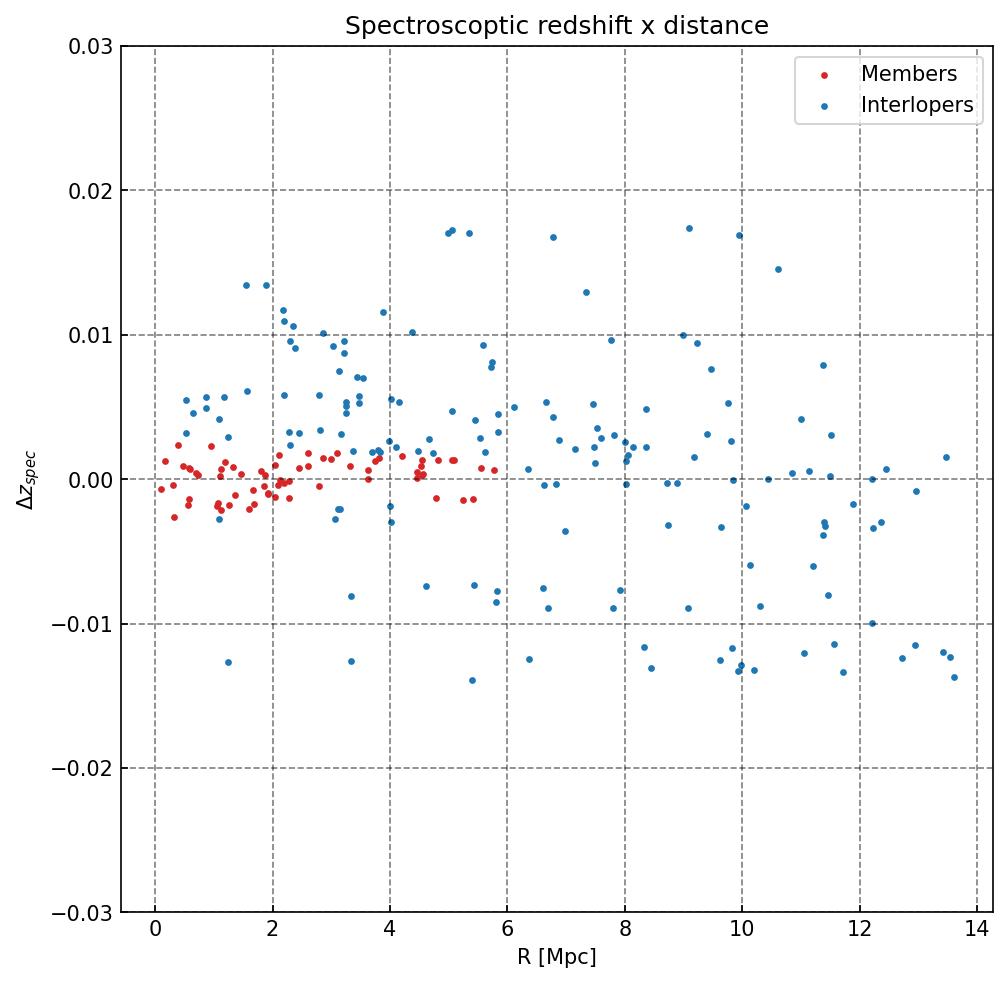 Spectroscoptic redshift x distance
Members
Interlopers
0.03
0.02
0.01
0.00
−0.01
−0.02
−0.03
Δz_spec
0 2 4 6 8 10 12 14
R [Mpc]